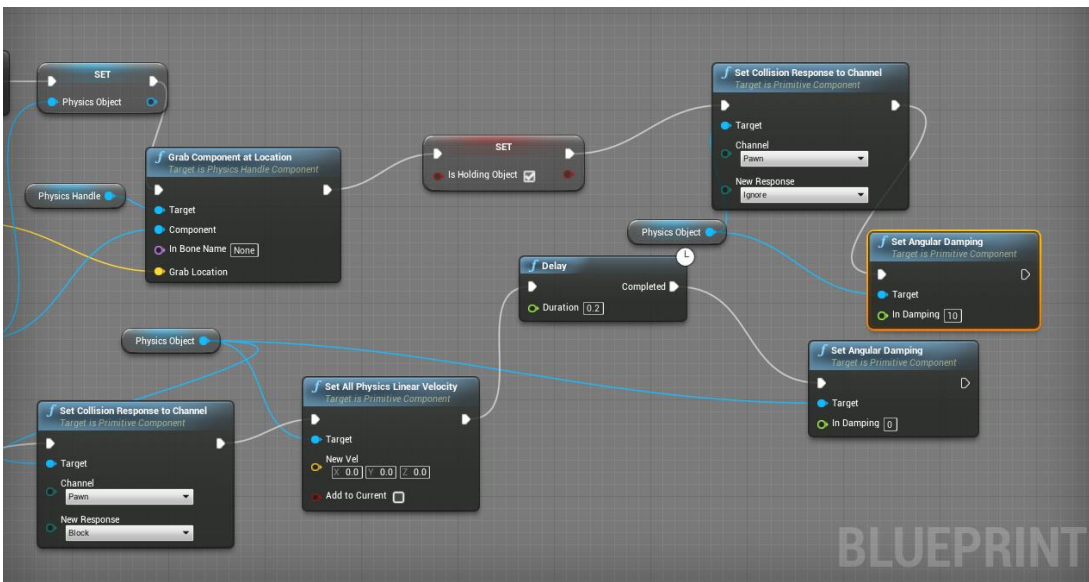 SET
Physics Object
f Grab Component at Location
Target is Physics Handle Component
Physics Handle
Target
Component
In Bone Name None
Grab Location
SET
Is Holding Object
f Set Collision Response to Channel
Target is Primitive Component
Target
Channel
Pawn
New Response
Ignore
Physics Object
f Set Angular Damping
Target is Primitive Component
Target
In Damping 10
f Delay
Completed
Duration 0.2
Physics Object
f Set Collision Response to Channel
Target is Primitive Component
Target
Channel
Pawn
New Response
Block
f Set All Physics Linear Velocity
Target is Primitive Component
Target
New Vel
X 0.0 Y 0.0 Z 0.0
Add to Current
f Set Angular Damping
Target is Primitive Component
Target
In Damping 0
BLUEPRINT